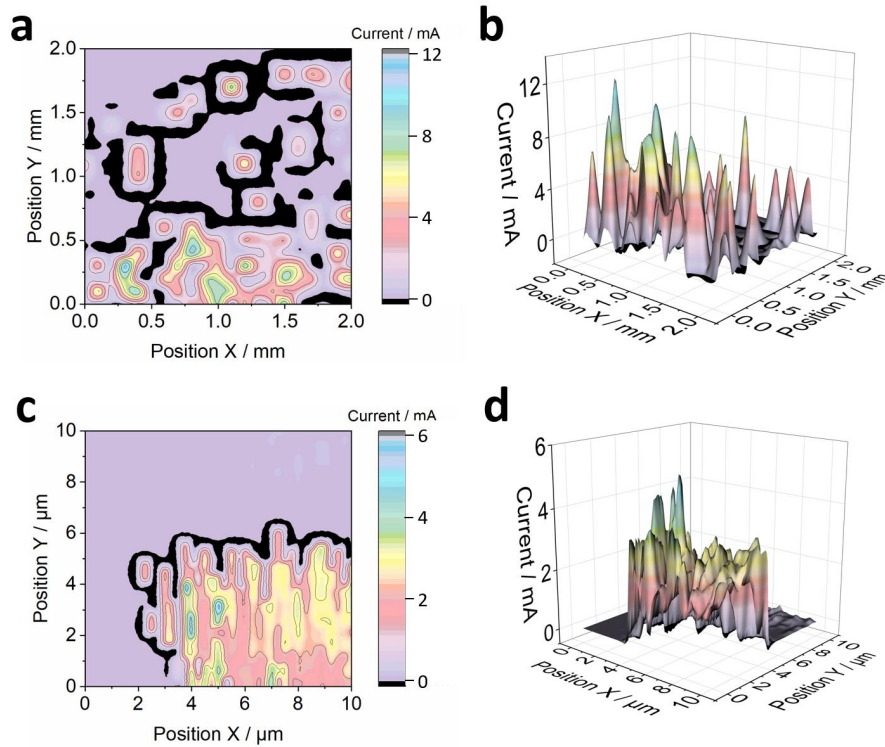 a
Current / mA
12
8
4
0
2.0
1.5
1.0
0.5
0.0
Position Y / mm
0.0 0.5 1.0 1.5 2.0
Position X / mm
b
12
8
4
0
Current / mA
0.0
0.5
1.0
1.5
2.0
Position X / mm
0.0
0.5
1.0
1.5
2.0
Position Y / mm
c
Current / mA
6
4
2
0
10
8
6
4
2
0
Position Y / μm
0 2 4 6 8 10
Position X / μm
d
6
4
2
0
Current / mA
0
2
4
6
8
10
Position X / μm
0
2
4
6
8
10
Position Y / μm